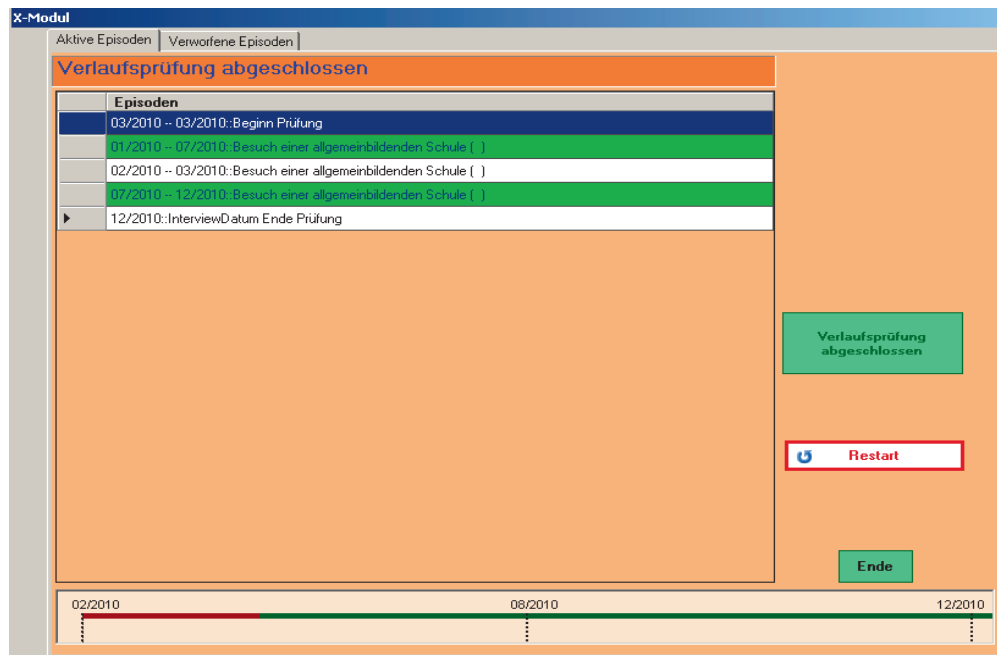 X-Modul
Aktive Episoden Verworfene Episoden
Verlaufsprüfung abgeschlossen
Episoden
03/2010 -- 03/2010::Beginn Prüfung
01/2010 -- 07/2010::Besuch einer allgemeinbildenden Schule ( )
02/2010 -- 03/2010::Besuch einer allgemeinbildenden Schule ( )
07/2010 -- 12/2010::Besuch einer allgemeinbildenden Schule ( )
12/2010::InterviewDatum Ende Prüfung
Verlaufsprüfung
abgeschlossen
Restart
Ende
02/2010 08/2010 12/2010